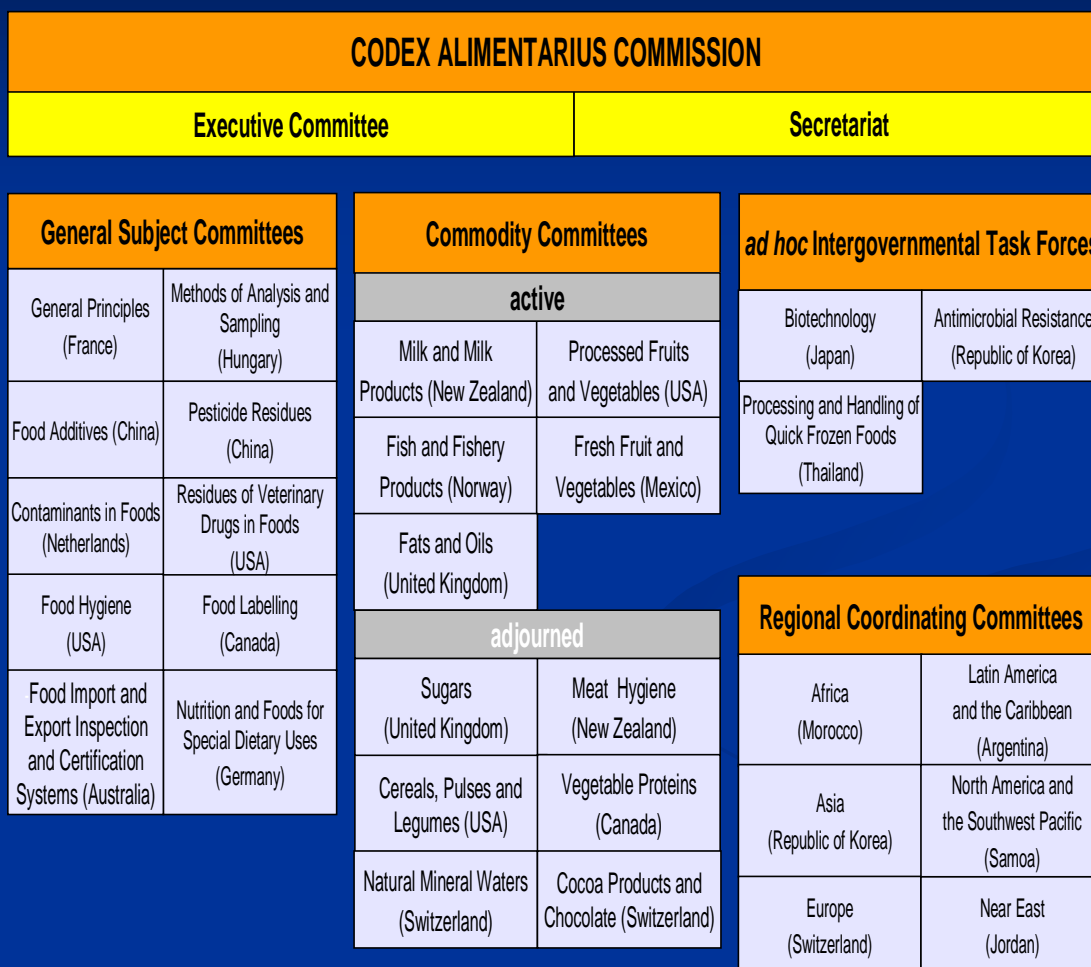 CODEX ALIMENTARIUS COMMISSION
Executive Committee
Secretariat
General Subject Committees
General Principles
(France)
Methods of Analysis and
Sampling
(Hungary)
Food Additives (China)
Pesticide Residues
(China)
Contaminants in Foods
(Netherlands)
Residues of Veterinary
Drugs in Foods
(USA)
Food Hygiene
(USA)
Food Labelling
(Canada)
Food Import and
Export Inspection
and Certification
Systems (Australia)
Nutrition and Foods for
Special Dietary Uses
(Germany)
Commodity Committees
active
Milk and Milk
Products (New Zealand)
Processed Fruits
and Vegetables (USA)
Fish and Fishery
Products (Norway)
Fresh Fruit and
Vegetables (Mexico)
Fats and Oils
(United Kingdom)
adjourned
Sugars
(United Kingdom)
Meat Hygiene
(New Zealand)
Cereals, Pulses and
Legumes (USA)
Vegetable Proteins
(Canada)
Natural Mineral Waters
(Switzerland)
Cocoa Products and
Chocolate (Switzerland)
ad hoc Intergovernmental Task Forces
Biotechnology
(Japan)
Antimicrobial Resistance
(Republic of Korea)
Processing and Handling of
Quick Frozen Foods
(Thailand)
Regional Coordinating Committees
Africa
(Morocco)
Latin America
and the Caribbean
(Argentina)
Asia
(Republic of Korea)
North America and
the Southwest Pacific
(Samoa)
Europe
(Switzerland)
Near East
(Jordan)